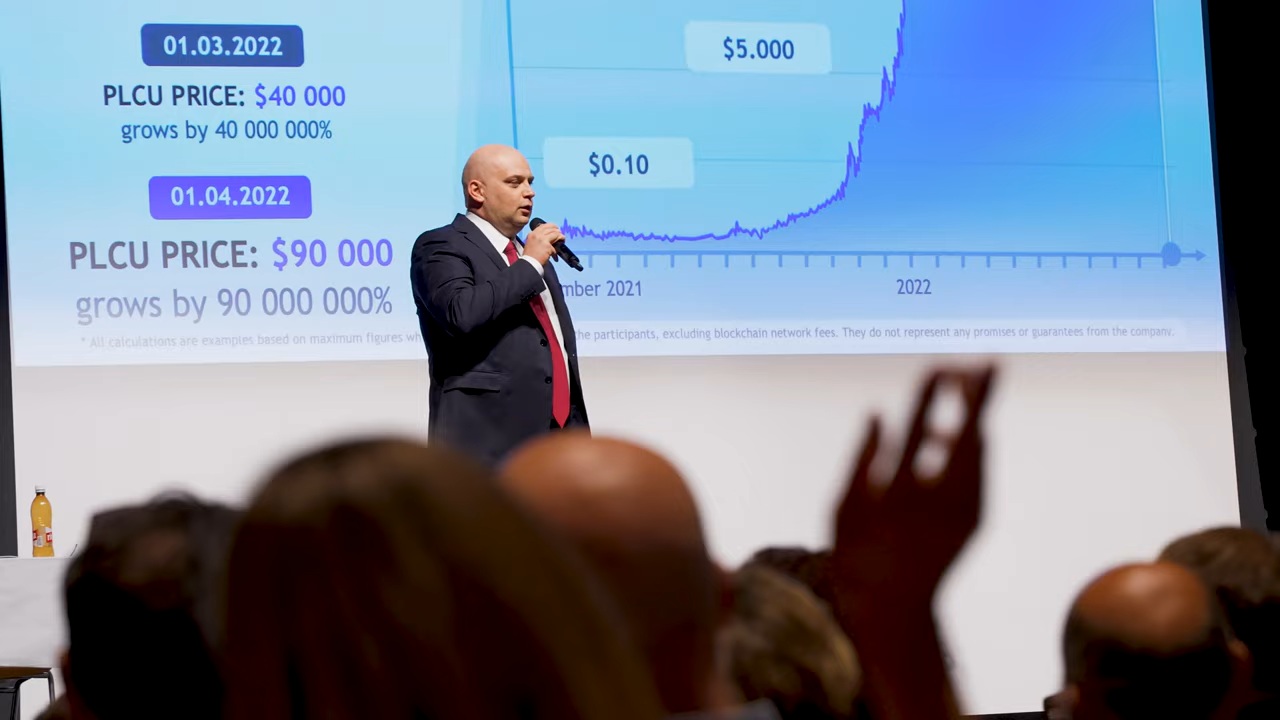 01.03.2022
PLCU PRICE: $40 000
grows by 40 000 000%
01.04.2022
PLCU PRICE: $90 000
grows by 90 000 000%
$5.000
$0.10
mber 2021
2022
* All calculations are examples based on maximum figures wh
the participants, excluding blockchain network fees. They do not represent any promises or guarantees from the company.